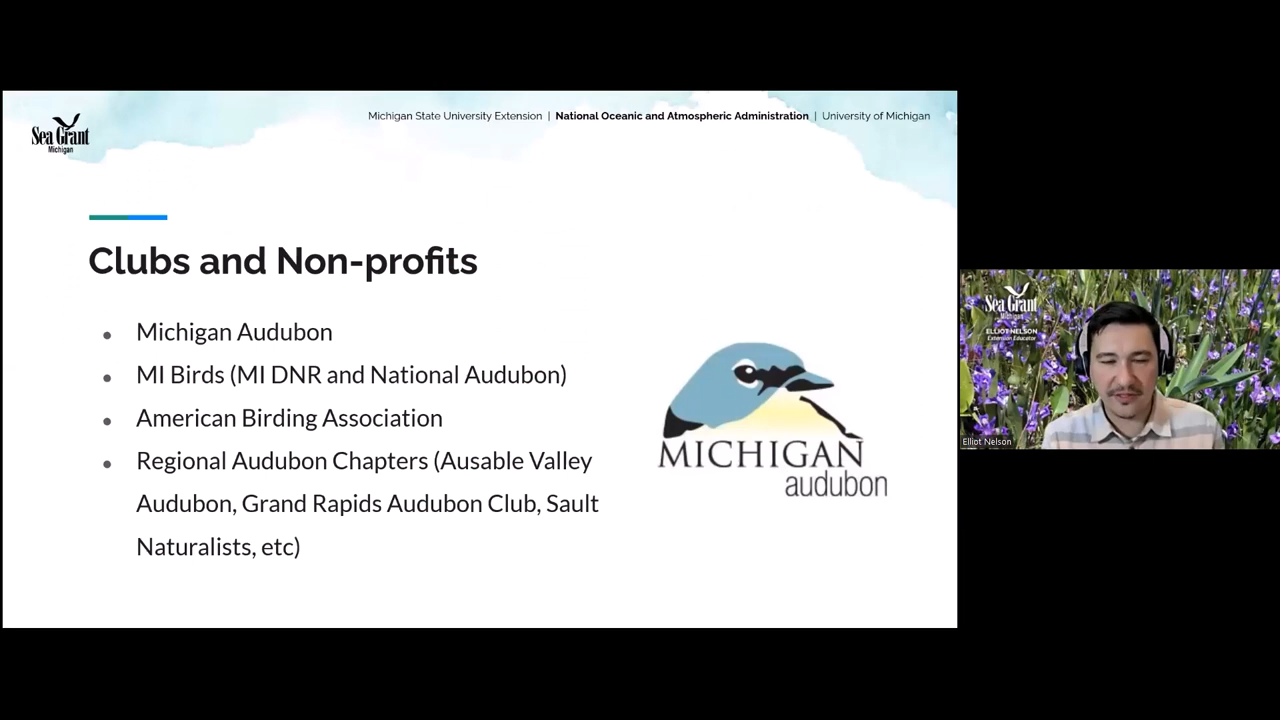 Sea Grant
Michigan
Michigan State University Extension | National Oceanic and Atmospheric Administration | University of Michigan
Clubs and Non-profits
• Michigan Audubon
• MI Birds (MI DNR and National Audubon)
• American Birding Association
• Regional Audubon Chapters (Ausable Valley
Audubon, Grand Rapids Audubon Club, Sault
Naturalists, etc)
MICHIGAN
audubon
Sea Grant
Michigan
ELLIOT NELSON
Extension Educator
Elliot Nelson